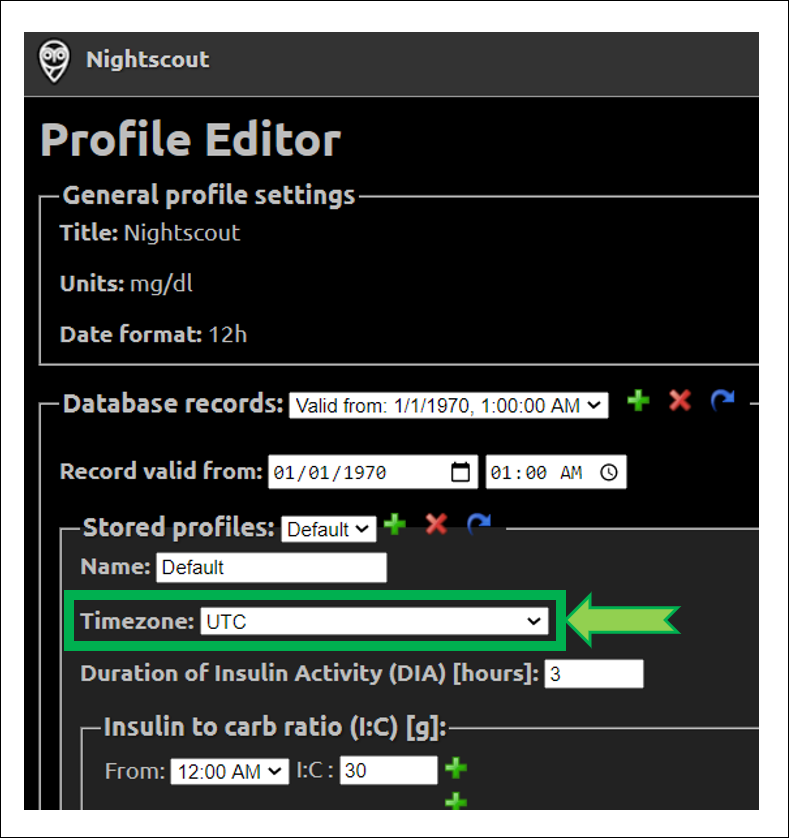 Nightscout
Profile Editor
General profile settings
Title: Nightscout
Units: mg/dl
Date format: 12h
Database records: Valid from: 1/1/1970, 1:00:00 AM
Record valid from: 01/01/1970 01:00 AM
Stored profiles: Default
Name: Default
Timezone: UTC
Duration of Insulin Activity (DIA) [hours]: 3
Insulin to carb ratio (I:C) [g]:
From: 12:00 AM I:C : 30